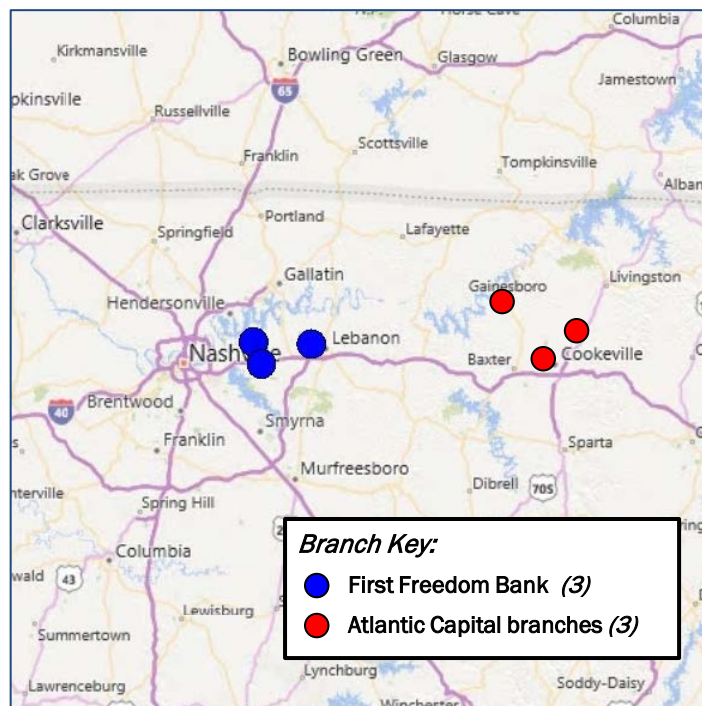 Columbia
Horse Cave
Kirkmansville
Bowling Green
Glasgow
Jamestown
65
pkinsville
Russellville
Franklin
Scottsville
Tompkinsville
ak Grove
Alban
Clarksville
Springfield
Portland
Lafayette
Gallatin
Livingston
Gainesboro
Hendersonville
Lebanon
Nashville
Baxter
Cookeville
40
Brentwood
Smyrna
Franklin
Sparta
Murfreesboro
Dibrell
70S
nterville
Spring Hill
Columbia
wald
43
Branch Key:
First Freedom Bank (3)
Atlantic Capital branches (3)
Lewisburg
Summertown
Lynchburg
Soddy-Daisy
Lawrenceburg
Winchester